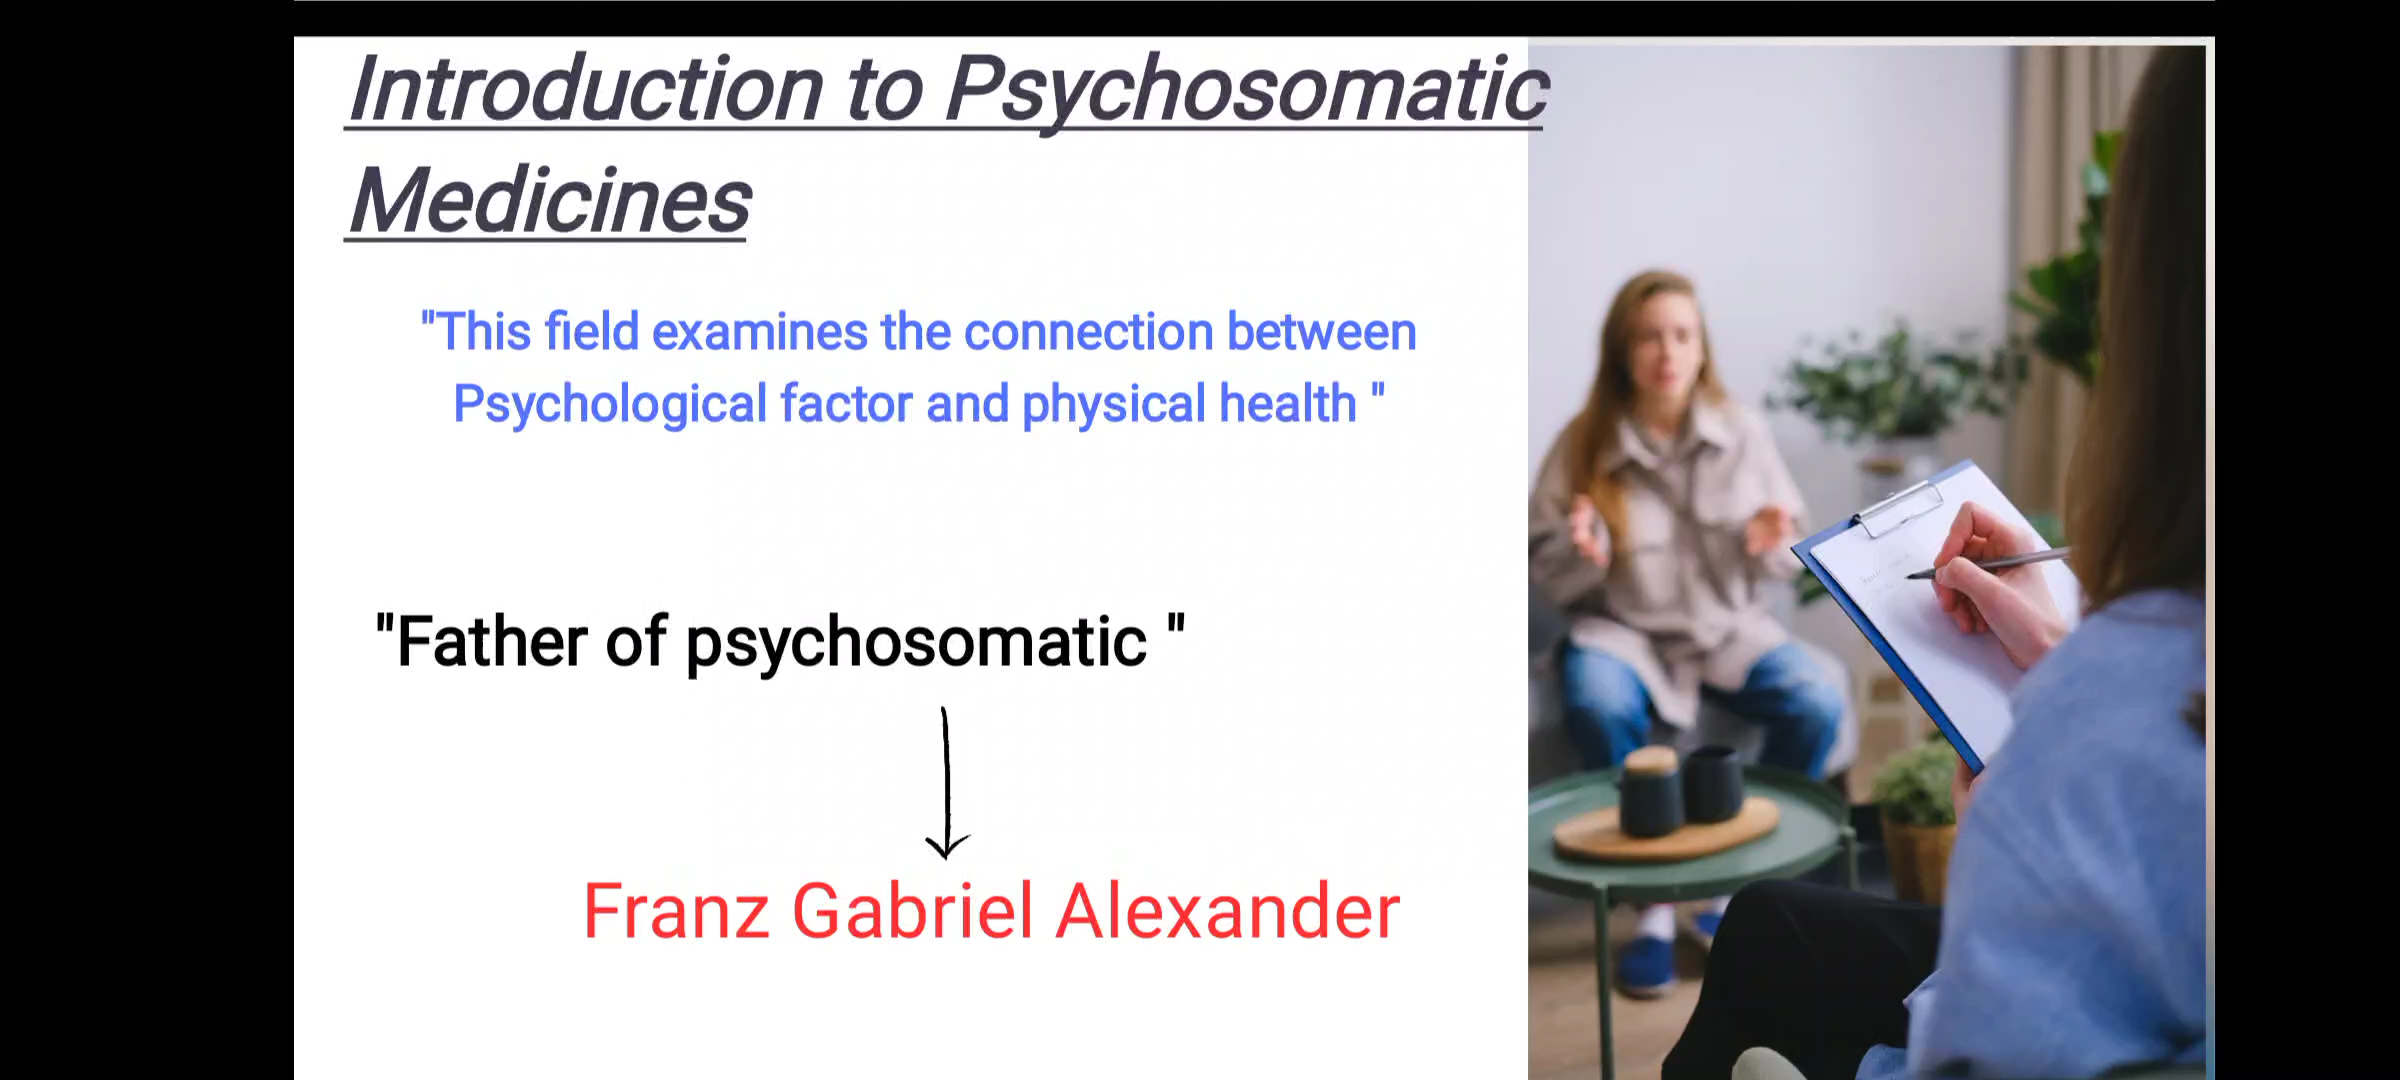 Introduction to Psychosomatic
Medicines
"This field examines the connection between
Psychological factor and physical health "
"Father of psychosomatic "
Franz Gabriel Alexander